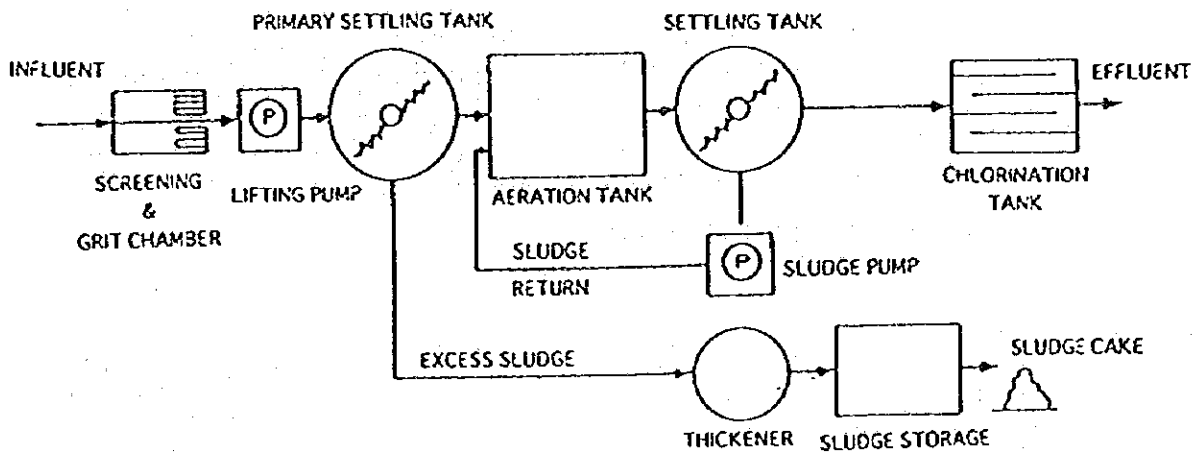 PRIMARY SETTLING TANK
SETTLING TANK
INFLUENT
EFFLUENT
P
SCREENING
&
GRIT CHAMBER
LIFTING PUMP
AERATION TANK
CHLORINATION
TANK
SLUDGE
RETURN
P
SLUDGE PUMP
EXCESS SLUDGE
SLUDGE CAKE
THICKENER
SLUDGE STORAGE